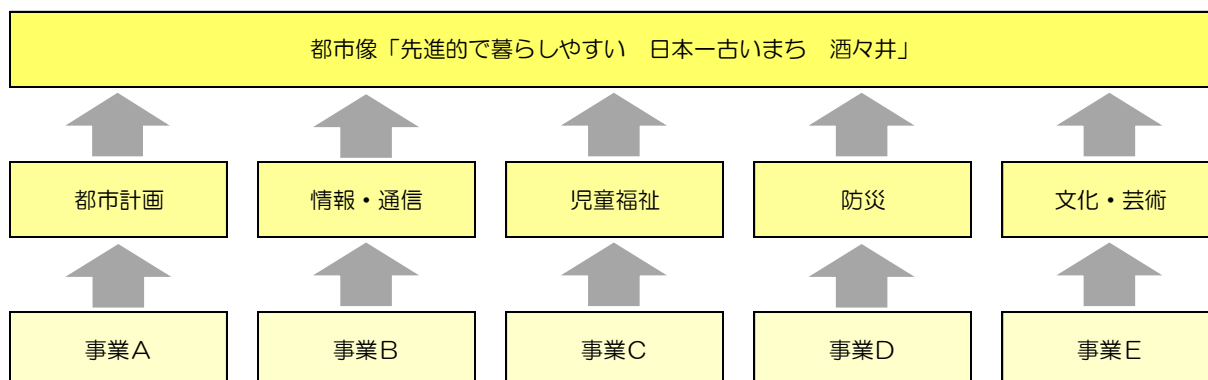 都市像「先進的で暮らしやすい　日本一古いまち　酒々井」
都市計画
情報・通信
児童福祉
防災
文化・芸術
事業A
事業B
事業C
事業D
事業E